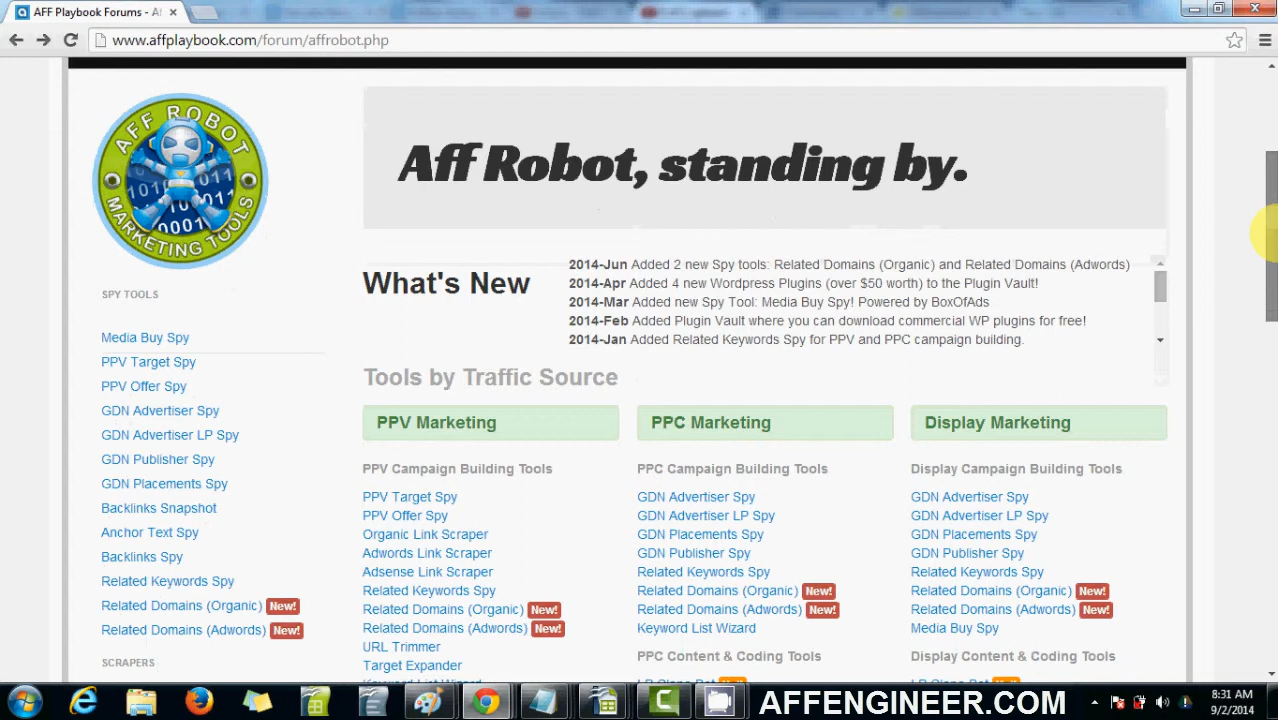 AFF Playbook Forums - Af
www.affplaybook.com/forum/affrobot.php
AFF ROBOT
MARKETING TOOLS
Aff Robot, standing by.
SPY TOOLS
Media Buy Spy
PPV Target Spy
PPV Offer Spy
GDN Advertiser Spy
GDN Advertiser LP Spy
GDN Publisher Spy
GDN Placements Spy
Backlinks Snapshot
Anchor Text Spy
Backlinks Spy
Related Keywords Spy
Related Domains (Organic) New!
Related Domains (Adwords) New!
SCRAPERS
What's New
2014-Jun Added 2 new Spy tools: Related Domains (Organic) and Related Domains (Adwords)
2014-Apr Added 4 new Wordpress Plugins (over $50 worth) to the Plugin Vault!
2014-Mar Added new Spy Tool: Media Buy Spy! Powered by BoxOfAds
2014-Feb Added Plugin Vault where you can download commercial WP plugins for free!
2014-Jan Added Related Keywords Spy for PPV and PPC campaign building.
Tools by Traffic Source
PPV Marketing
PPV Campaign Building Tools
PPV Target Spy
PPV Offer Spy
Organic Link Scraper
Adwords Link Scraper
Adsense Link Scraper
Related Keywords Spy
Related Domains (Organic) New!
Related Domains (Adwords) New!
URL Trimmer
Target Expander
PPC Marketing
PPC Campaign Building Tools
GDN Advertiser Spy
GDN Advertiser LP Spy
GDN Placements Spy
GDN Publisher Spy
Related Keywords Spy
Related Domains (Organic) New!
Related Domains (Adwords) New!
Keyword List Wizard
PPC Content & Coding Tools
Display Marketing
Display Campaign Building Tools
GDN Advertiser Spy
GDN Advertiser LP Spy
GDN Placements Spy
GDN Publisher Spy
Related Keywords Spy
Related Domains (Organic) New!
Related Domains (Adwords) New!
Media Buy Spy
Display Content & Coding Tools
AFFENGINEER.COM
8:31 AM
9/2/2014